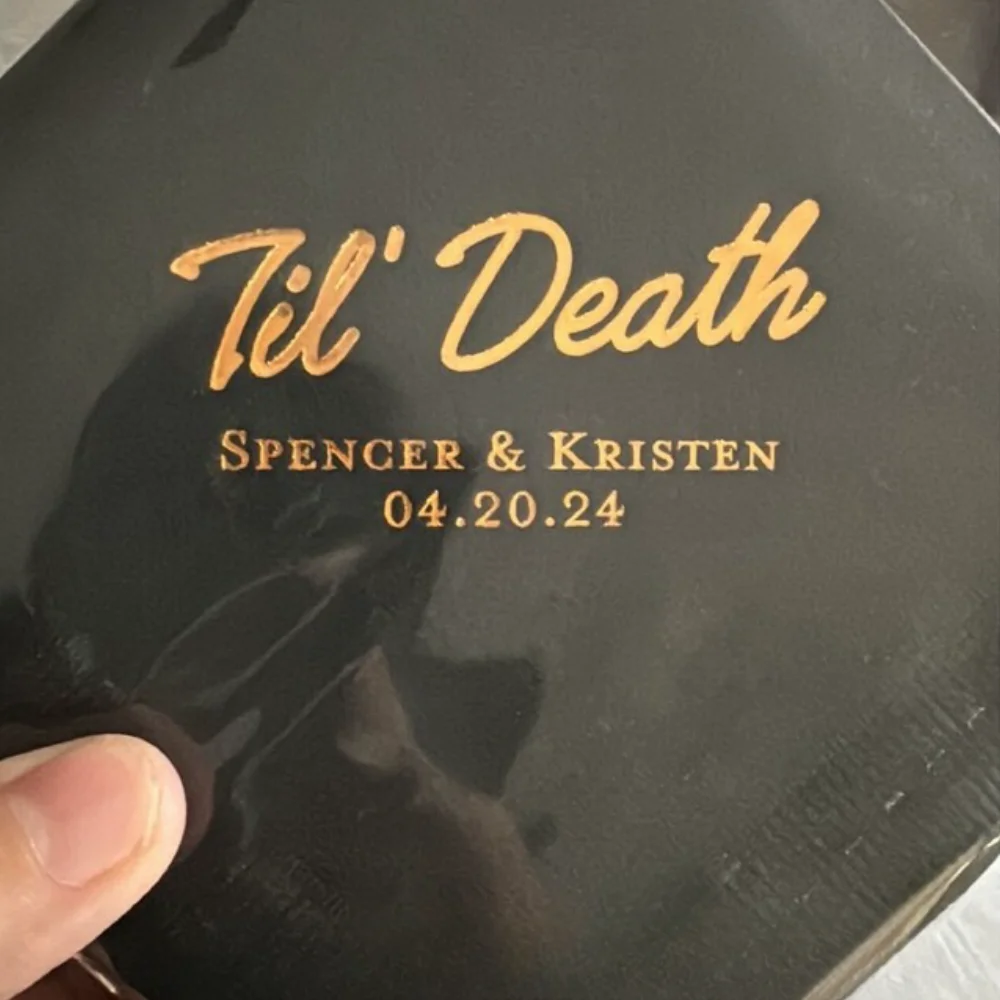 Til' Death
SPENCER & KRISTEN
04.20.24